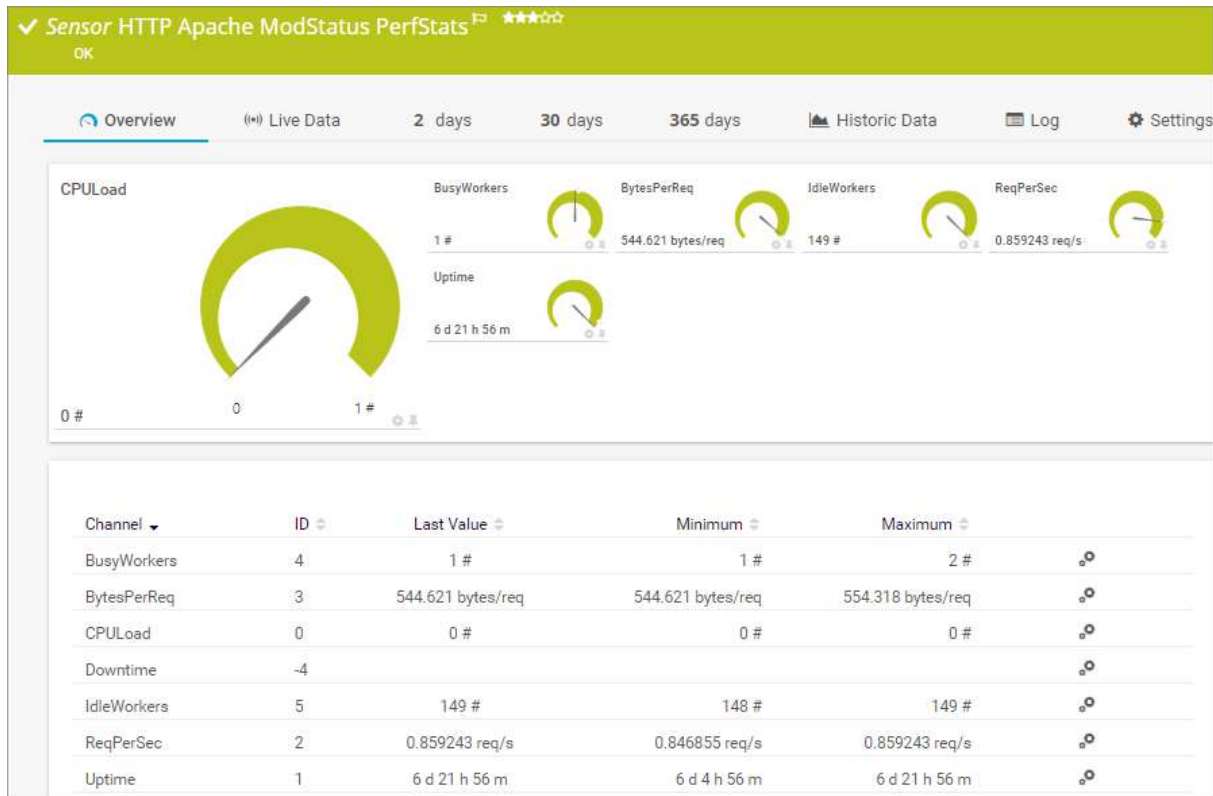 Sensor HTTP Apache ModStatus PerfStats
OK
Overview Live Data 2 days 30 days 365 days Historic Data Log Settings
CPULoad
0 #
0 1 #
BusyWorkers
1 #
BytesPerReq
544.621 bytes/req
IdleWorkers
149 #
ReqPerSec
0.859243 req/s
Uptime
6 d 21 h 56 m
Channel ID Last Value Minimum Maximum
BusyWorkers 4 1 # 1 # 2 #
BytesPerReq 3 544.621 bytes/req 544.621 bytes/req 554.318 bytes/req
CPULoad 0 0 # 0 # 0 #
Downtime -4
IdleWorkers 5 149 # 148 # 149 #
ReqPerSec 2 0.859243 req/s 0.846855 req/s 0.859243 req/s
Uptime 1 6 d 21 h 56 m 6 d 4 h 56 m 6 d 21 h 56 m